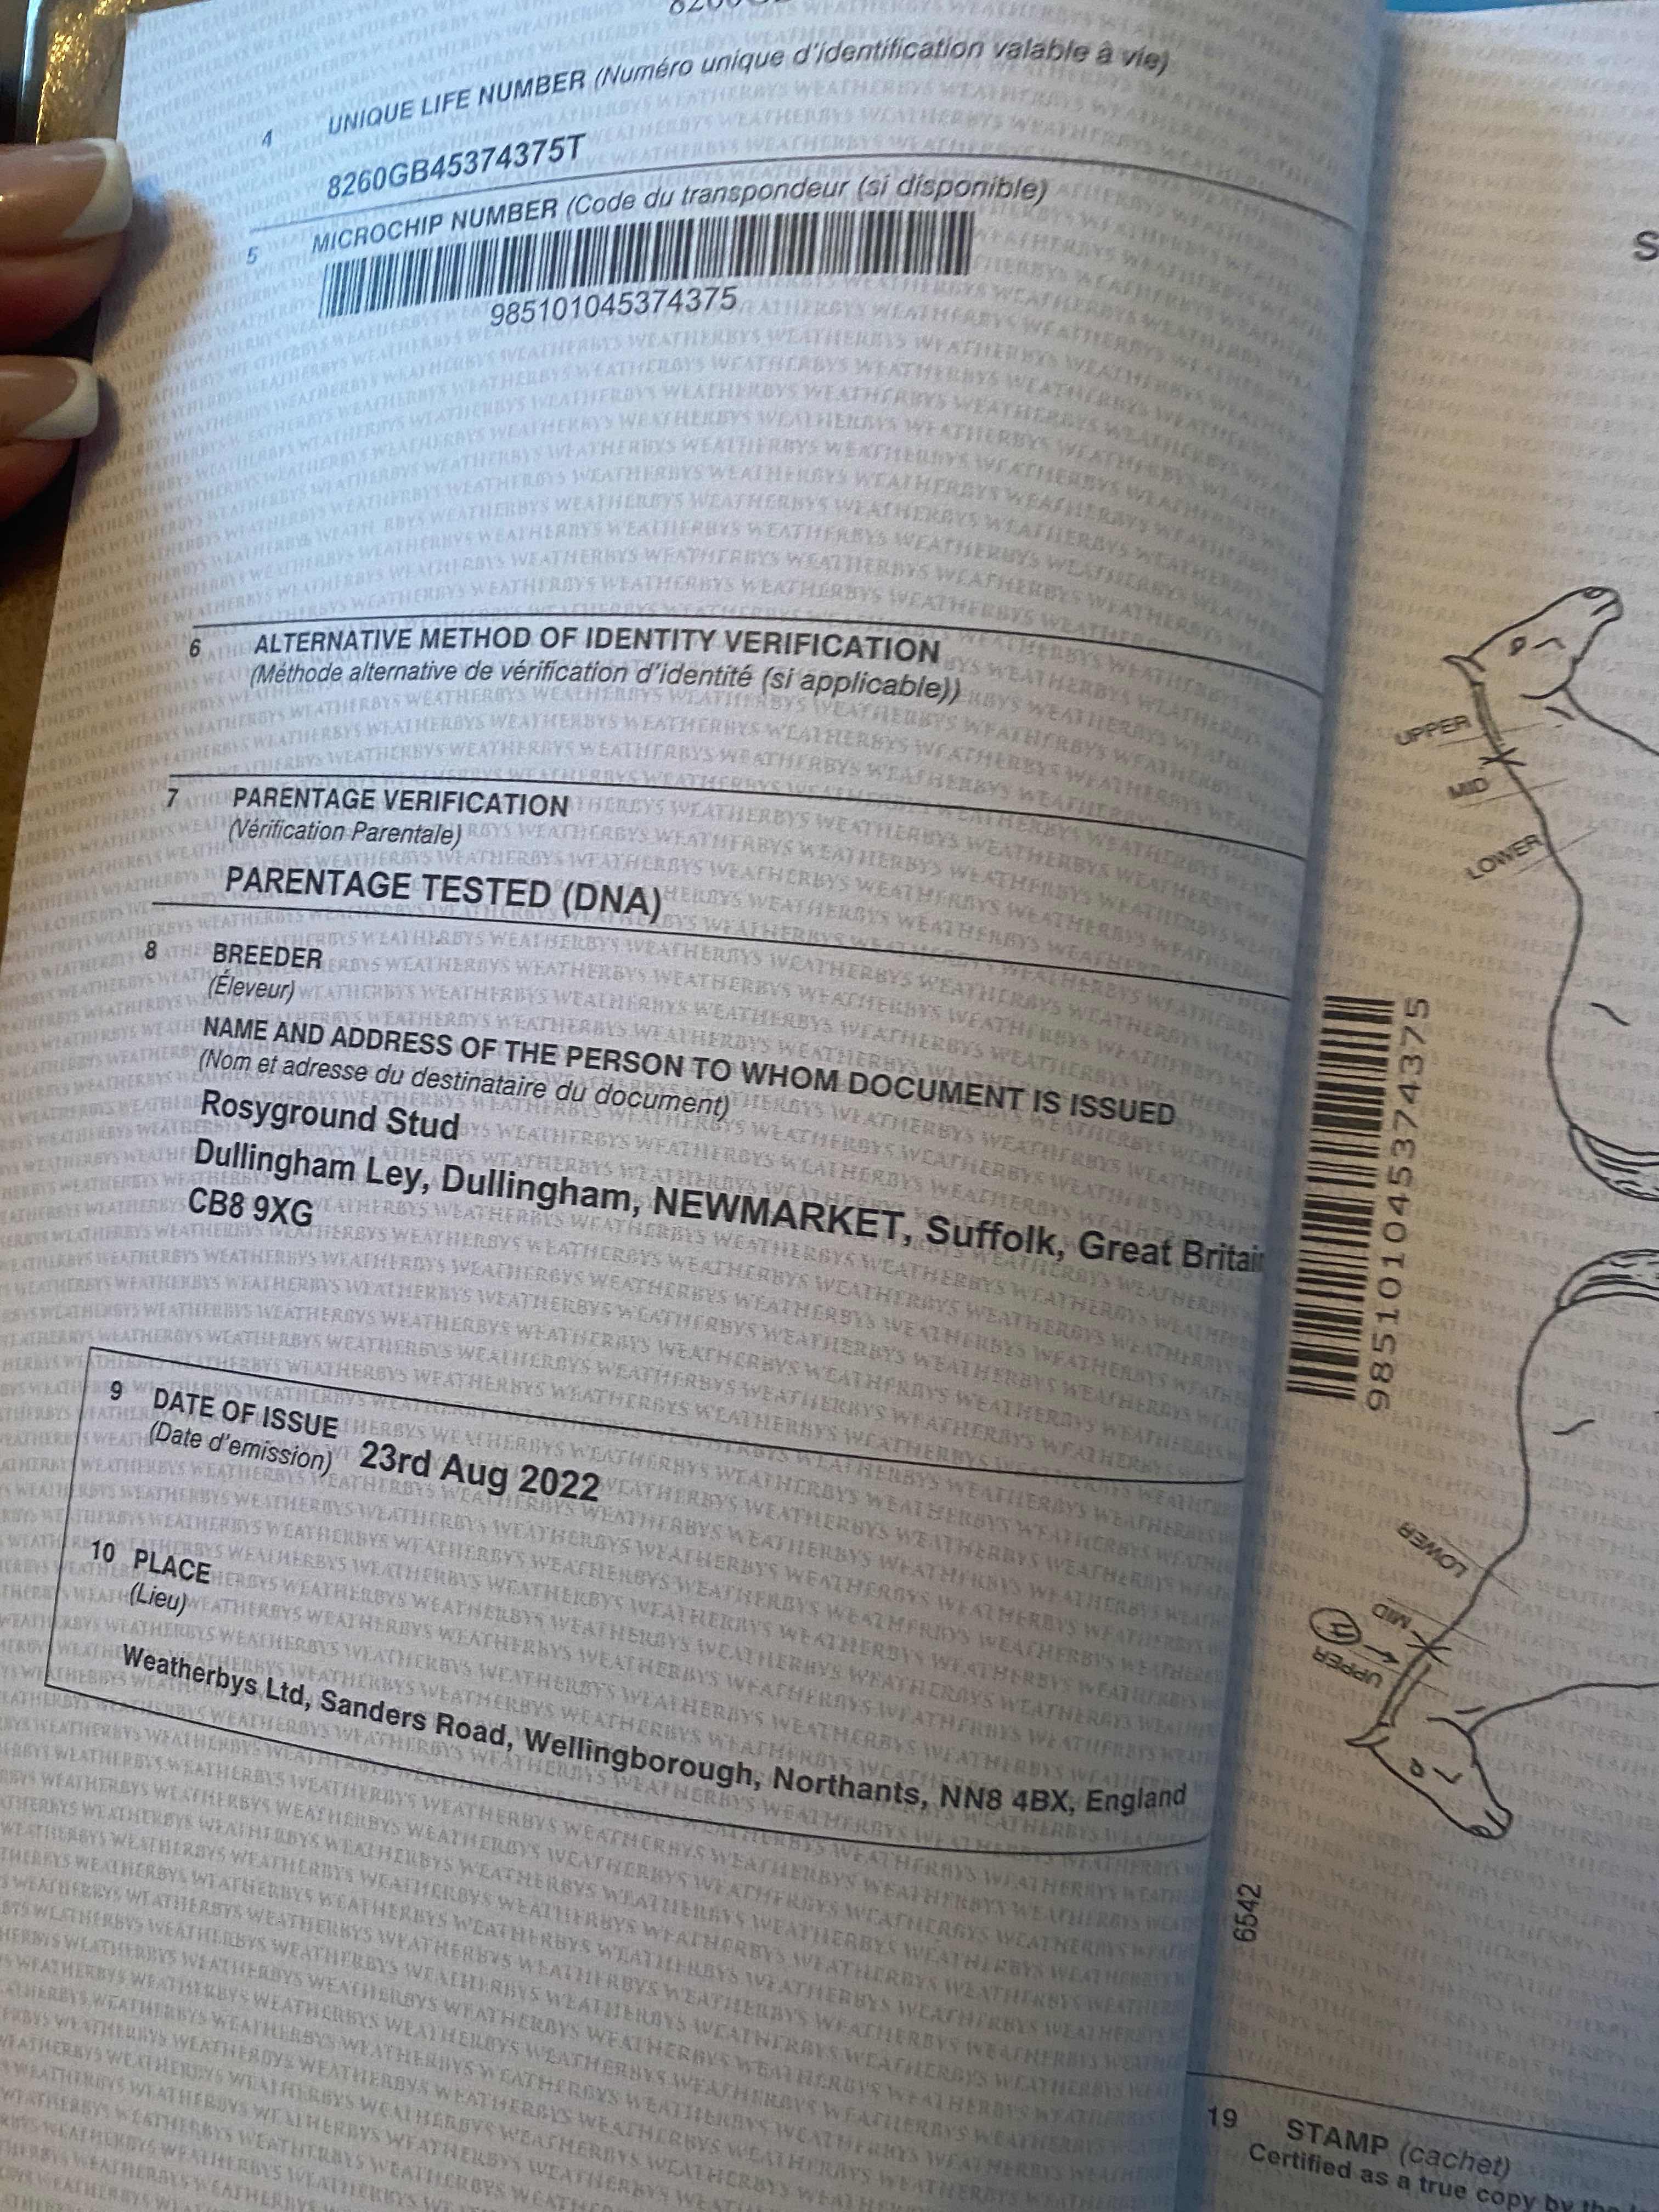 4 UNIQUE LIFE NUMBER (Numéro unique d'identification valable à vie)
8260GB45374375T
5 MICROCHIP NUMBER (Code du transpondeur (si disponible)
985101045374375
6 ALTERNATIVE METHOD OF IDENTITY VERIFICATION
(Méthode alternative de vérification d'identité (si applicable))
7 PARENTAGE VERIFICATION
(Vérification Parentale)
PARENTAGE TESTED (DNA)
8 BREEDER
(Éleveur)
NAME AND ADDRESS OF THE PERSON TO WHOM DOCUMENT IS ISSUED
(Nom et adresse du destinataire du document)
Rosyground Stud
Dullingham Ley, Dullingham, NEWMARKET, Suffolk, Great Britain
CB8 9XG
9 DATE OF ISSUE
(Date d'emission) 23rd Aug 2022
10 PLACE
(Lieu)
Weatherbys Ltd, Sanders Road, Wellingborough, Northants, NN8 4BX, England
UPPER
MID
LOWER
985101045374375
LOWER
MID
UPPER
6542
19 STAMP (cachet)
Certified as a true copy by